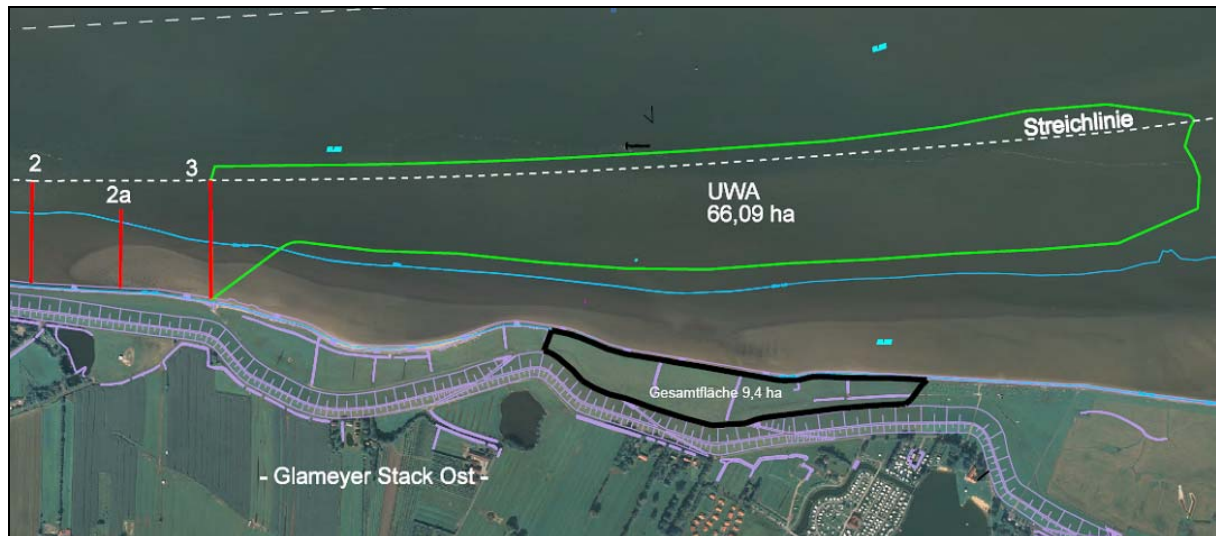 Streichlinie
2
3
2a
UWA
66,09 ha
Gesamtfläche 9,4 ha
- Glameyer Stack Ost -